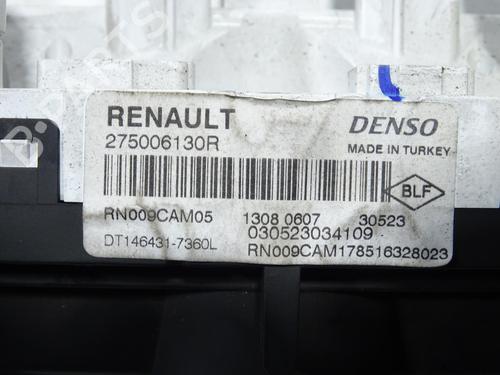 RENAULT
275006130R
DENSO
MADE IN TURKEY
BLF
RN009CAM05 1308 0607 30523
030523034109
DT146431-7360L RN009CAM178516328023